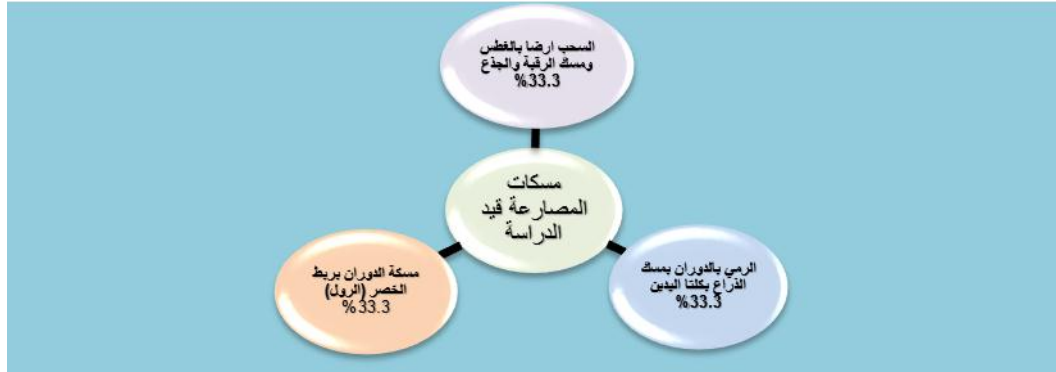 السحب ارضا بالغطس
ومسك الرقبة والجذع
33.3%
مسكات
المصارعة قيد
الدراسة
الرمي بالدوران بمسك
الذراع بكلتا اليدين
33.3%
مسكة الدوران بربط
الخصر (الرول)
33.3%